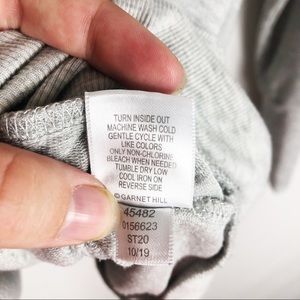 TURN INSIDE OUT
MACHINE WASH COLD
GENTLE CYCLE WITH
LIKE COLORS
ONLY NON-CHLORINE
BLEACH WHEN NEEDED
TUMBLE DRY LOW
COOL IRON ON
REVERSE SIDE
©GARNET HILL
45482
0156623
ST20
10/19